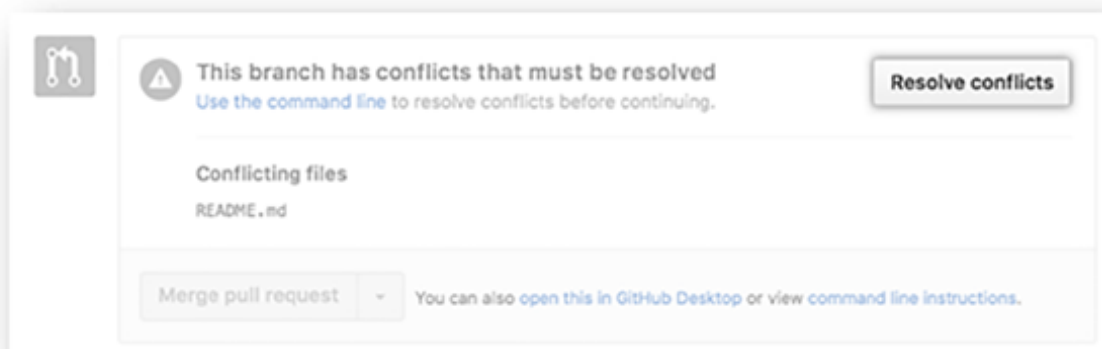 This branch has conflicts that must be resolved
Resolve conflicts
Use the command line to resolve conflicts before continuing.
Conflicting files
README.md
Merge pull request
You can also open this in GitHub Desktop or view command line instructions.